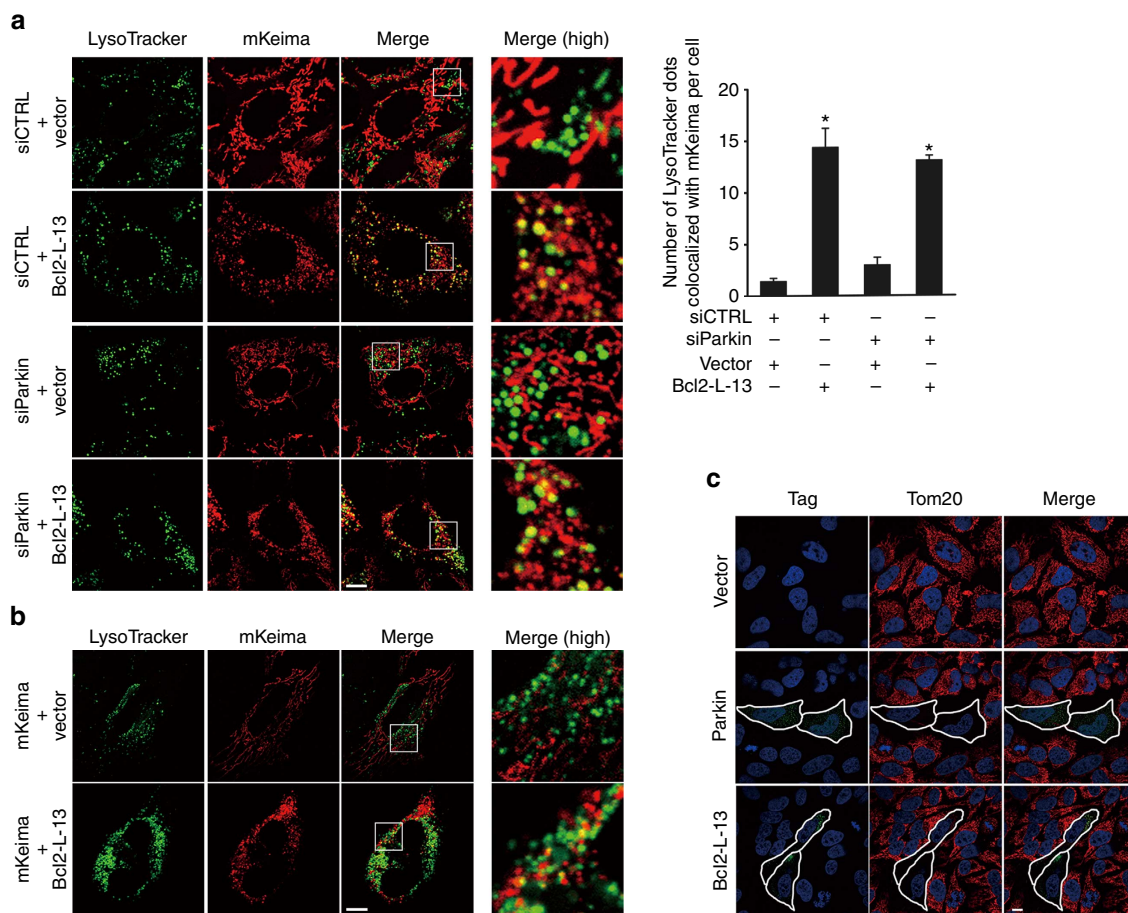 a
LysoTracker mKeima Merge Merge (high)
siCTRL
+
vector
siCTRL
+
Bcl2-L-13
siParkin
+
vector
siParkin
+
Bcl2-L-13
Number of LysoTracker dots
colocalized with mKeima per cell
20
15
10
5
0
* *
siCTRL + + – –
siParkin – – + +
Vector + – + –
Bcl2-L-13 – + – +
b
LysoTracker mKeima Merge Merge (high)
mKeima
+
vector
mKeima
+
Bcl2-L-13
c
Tag Tom20 Merge
Vector
Parkin
Bcl2-L-13